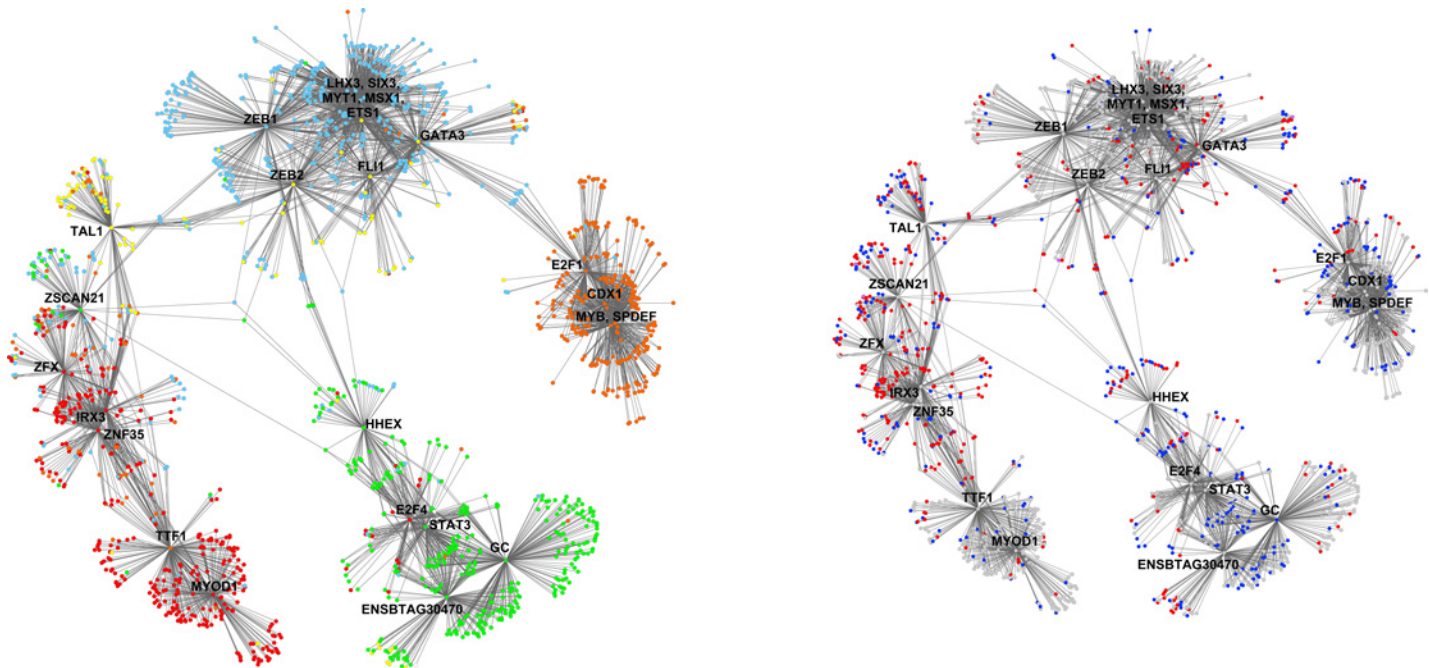 LHX3, SIX3,
MYT1, MSX1,
ETS1
ZEB1
GATA3
FLI1
ZEB2
TAL1
E2F1
ZSCAN21
CDX1
MYB, SPDEF
ZFX
IRX3
ZNF35
HHEX
E2F4
STAT3
TTF1
GC
MYOD1
ENSBTAG30470
LHX3, SIX3,
MYT1, MSX1,
ETS1
ZEB1
GATA3
FLI1
ZEB2
TAL1
E2F1
ZSCAN21
CDX1
MYB, SPDEF
ZFX
IRX3
ZNF35
HHEX
E2F4
STAT3
TTF1
GC
MYOD1
ENSBTAG30470